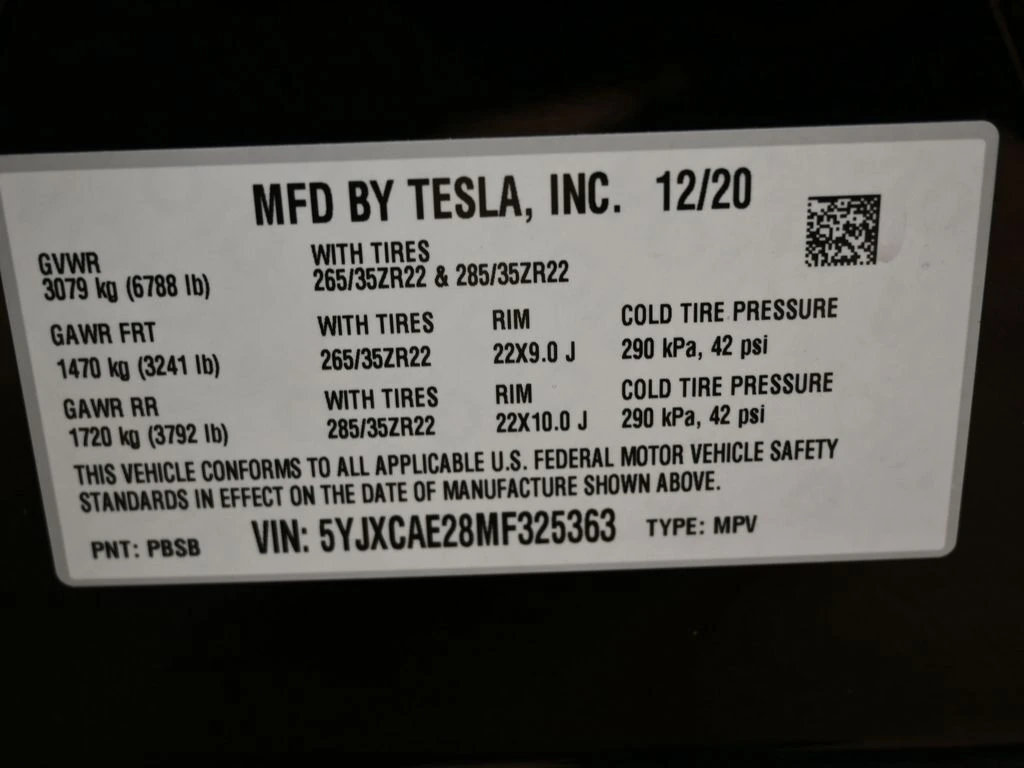 MFD BY TESLA, INC. 12/20
GVWR WITH TIRES
3079 kg (6788 lb) 265/35ZR22 & 285/35ZR22
GAWR FRT WITH TIRES RIM COLD TIRE PRESSURE
1470 kg (3241 lb) 265/35ZR22 22X9.0 J 290 kPa, 42 psi
GAWR RR WITH TIRES RIM COLD TIRE PRESSURE
1720 kg (3792 lb) 285/35ZR22 22X10.0 J 290 kPa, 42 psi
THIS VEHICLE CONFORMS TO ALL APPLICABLE U.S. FEDERAL MOTOR VEHICLE SAFETY
STANDARDS IN EFFECT ON THE DATE OF MANUFACTURE SHOWN ABOVE.
PNT: PBSB VIN: 5YJXCAE28MF325363 TYPE: MPV